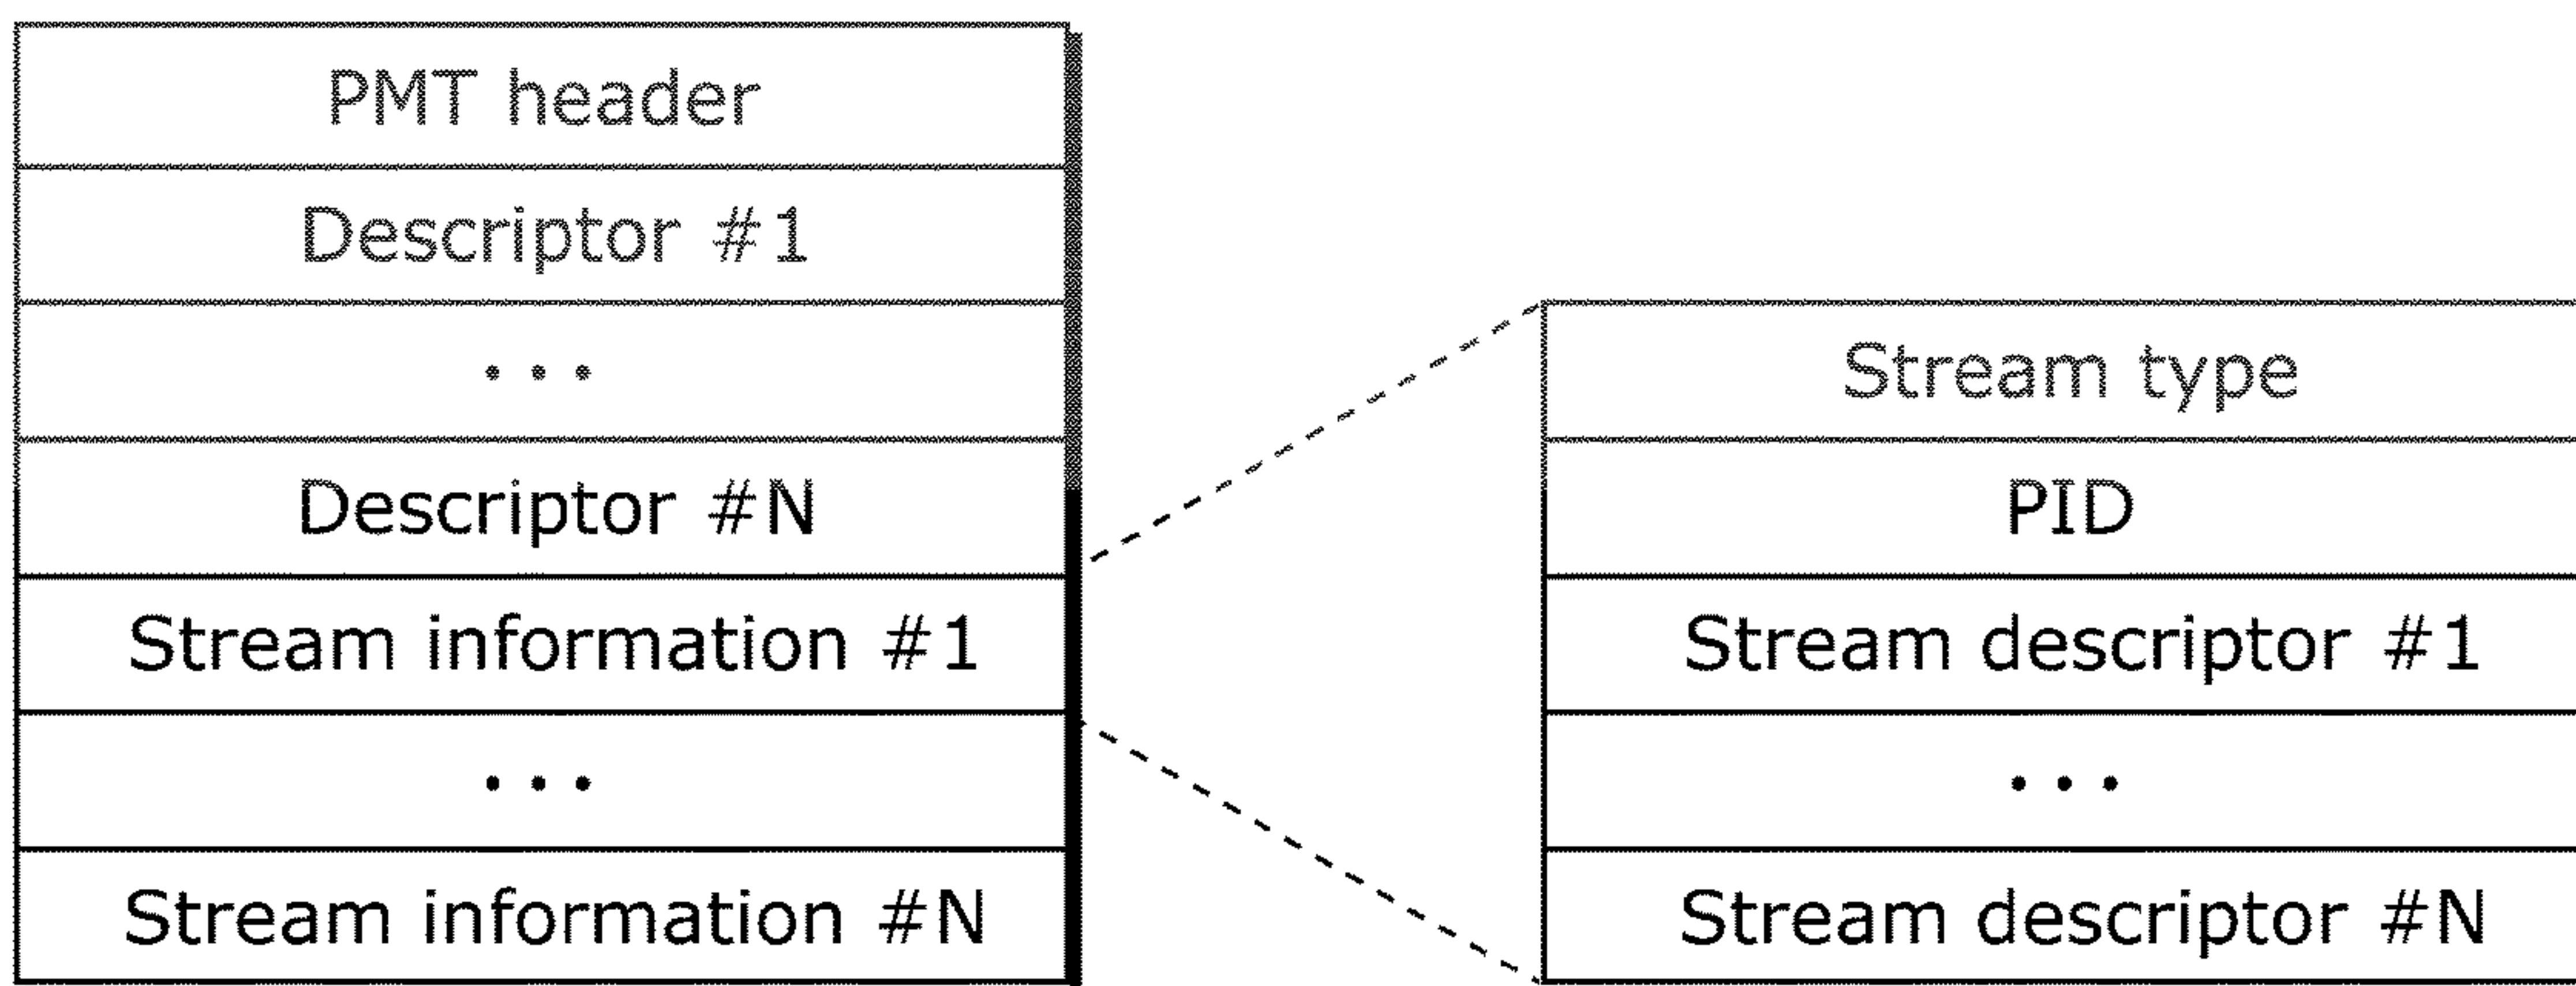 PMT header
Descriptor #1
...
Descriptor #N
Stream information #1
...
Stream information #N
Stream type
PID
Stream descriptor #1
...
Stream descriptor #N